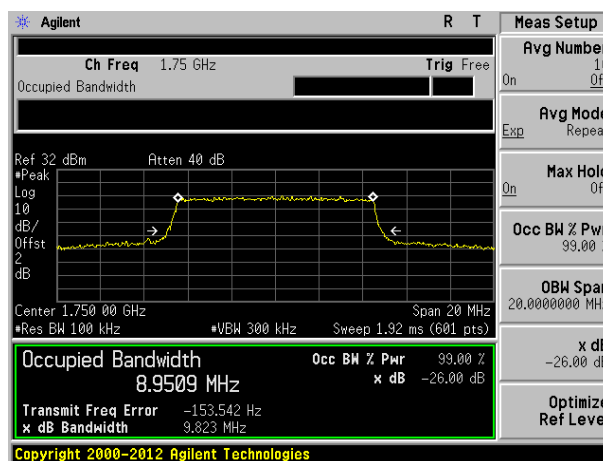 Agilent R T
Meas Setup
Ch Freq 1.75 GHz Trig Free
Occupied Bandwidth
Avg Number
On
Avg Mode
Exp Repeat
Max Hold
On Off
Occ BW % Pwr
99.00 %
OBW Span
20.0000000 MHz
x dB
-26.00 dB
Optimize
Ref Level
Ref 32 dBm Atten 40 dB
#Peak
Log
10
dB/
Offst
2
dB
Center 1.750 00 GHz Span 20 MHz
#Res BW 100 kHz #VBW 300 kHz Sweep 1.92 ms (601 pts)
Occupied Bandwidth Occ BW % Pwr 99.00 %
8.9509 MHz x dB -26.00 dB
Transmit Freq Error -153.542 Hz
x dB Bandwidth 9.823 MHz
Copyright 2000-2012 Agilent Technologies